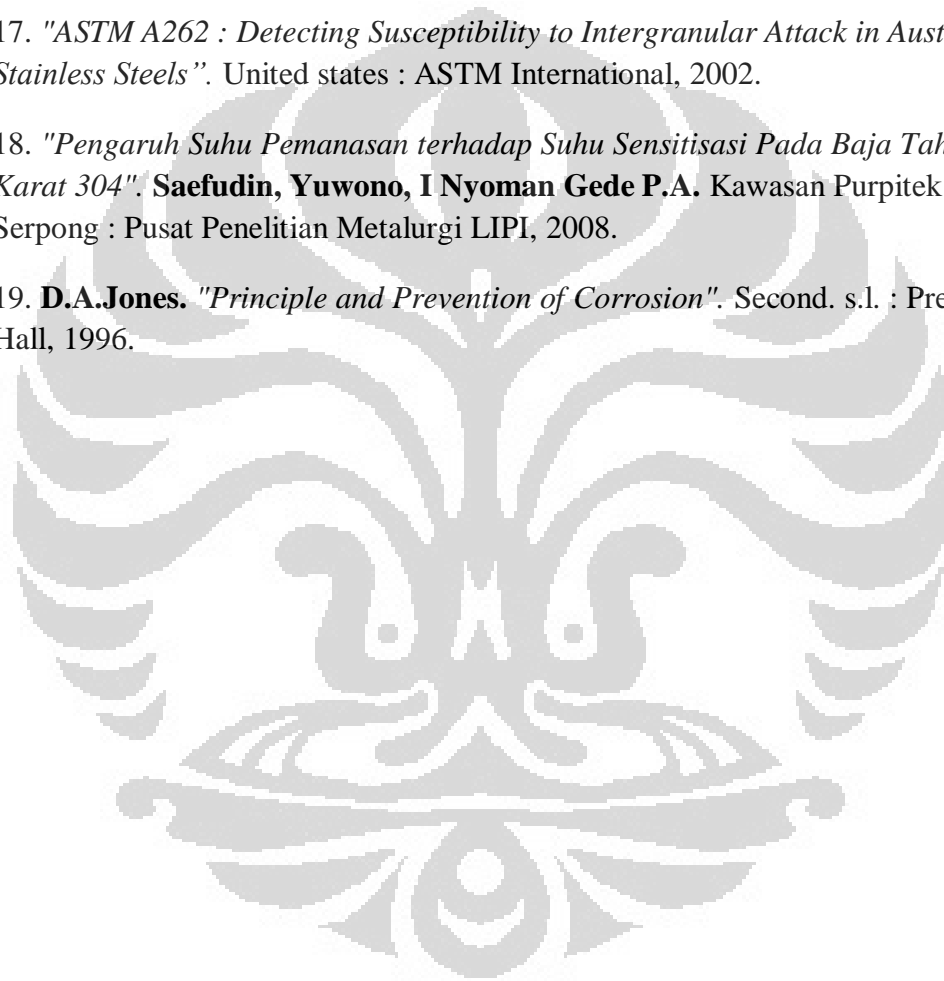 17. "ASTM A262 : Detecting Susceptibility to Intergranular Attack in Aust
Stainless Steels”. United states : ASTM International, 2002.
18. "Pengaruh Suhu Pemanasan terhadap Suhu Sensitisasi Pada Baja Tah
Karat 304". Saefudin, Yuwono, I Nyoman Gede P.A. Kawasan Purpitek
Serpong : Pusat Penelitian Metalurgi LIPI, 2008.
19. D.A.Jones. "Principle and Prevention of Corrosion". Second. s.l. : Pre
Hall, 1996.